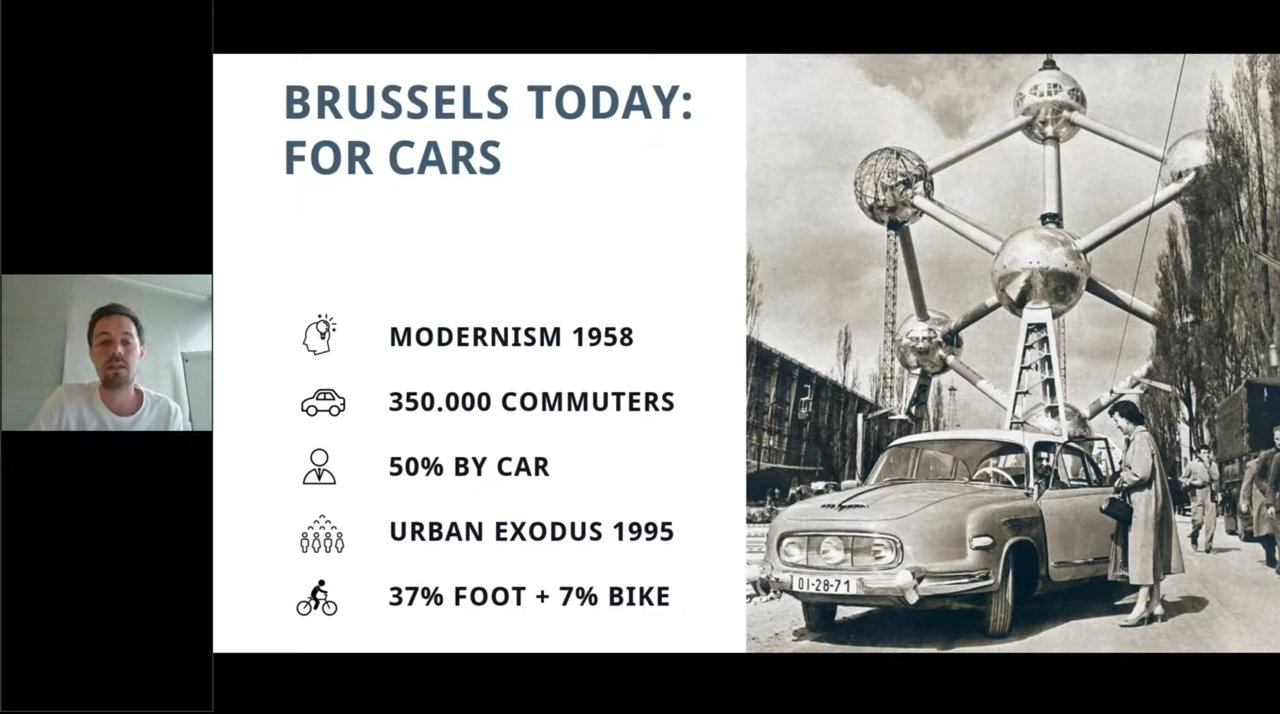 BRUSSELS TODAY:
FOR CARS
MODERNISM 1958
350.000 COMMUTERS
50% BY CAR
URBAN EXODUS 1995
37% FOOT + 7% BIKE
OI-28-71